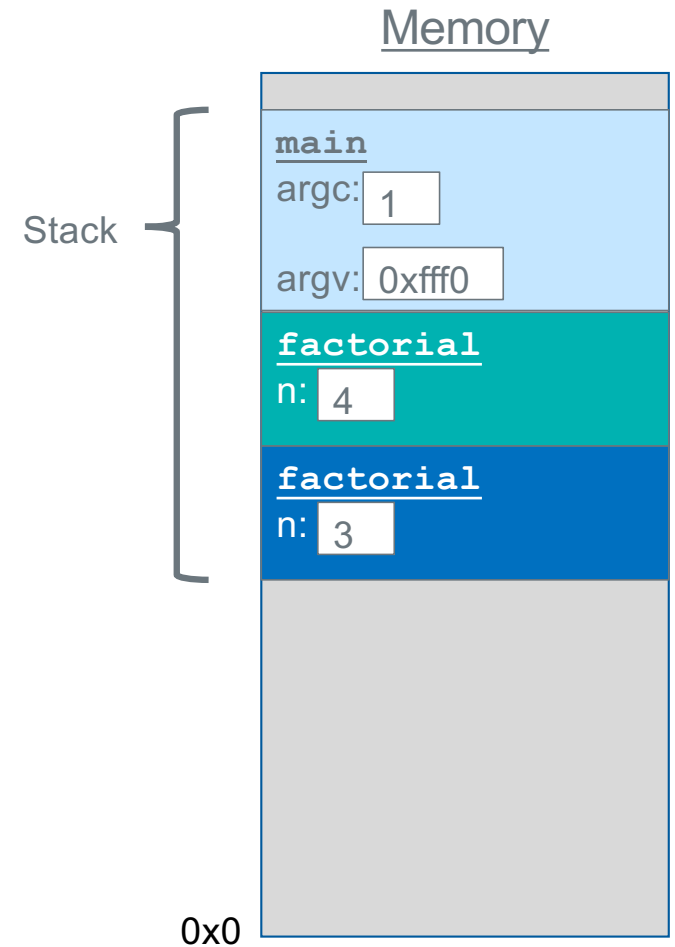 Memory
main
argc: 1
Stack
argv: 0xfff0
factorial
n: 4
factorial
n: 3
0x0